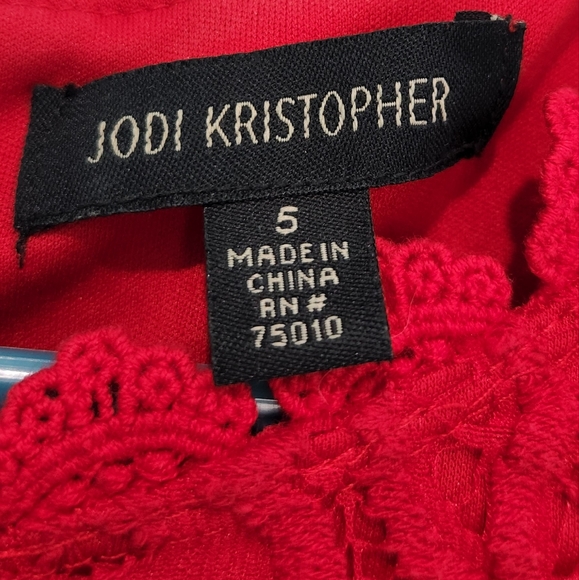 JODI KRISTOPHER
5
MADE IN
CHINA
RN#
75010